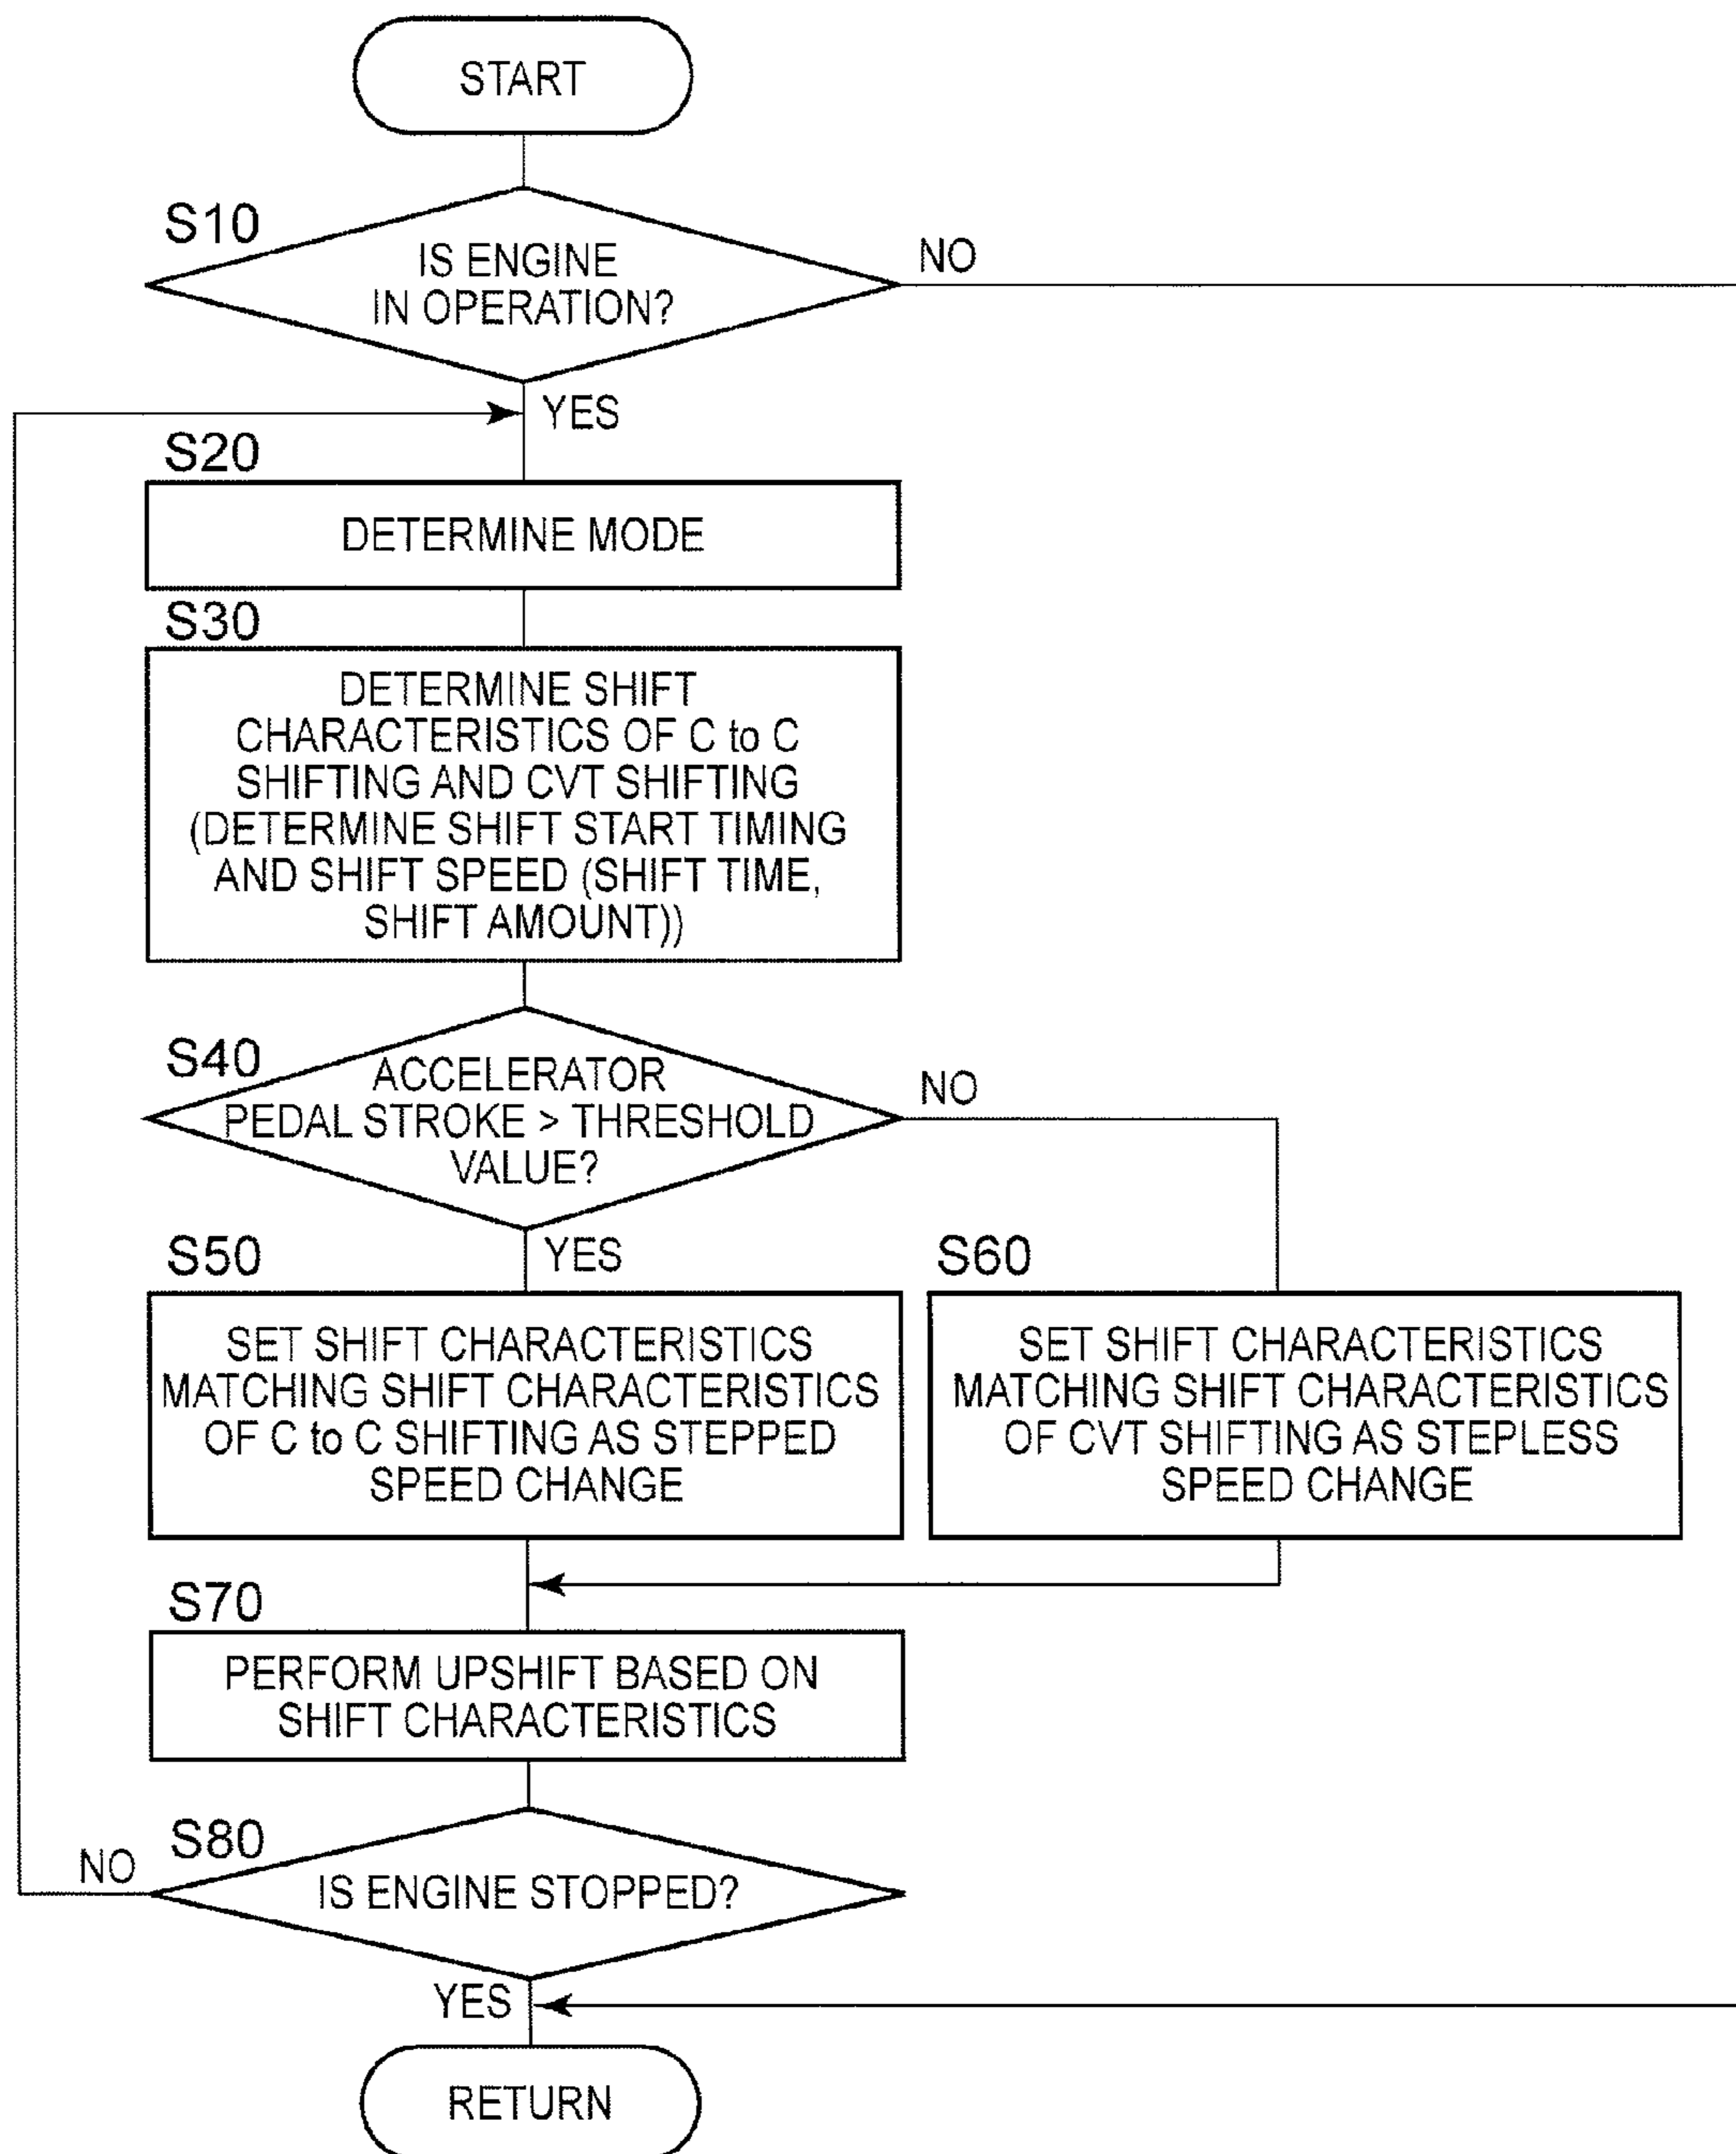 START
S10
IS ENGINE
IN OPERATION?
NO
YES
S20
DETERMINE MODE
S30
DETERMINE SHIFT
CHARACTERISTICS OF C to C
SHIFTING AND CVT SHIFTING
(DETERMINE SHIFT START TIMING
AND SHIFT SPEED (SHIFT TIME,
SHIFT AMOUNT))
S40
ACCELERATOR
PEDAL STROKE > THRESHOLD
VALUE?
NO
YES
S50
SET SHIFT CHARACTERISTICS
MATCHING SHIFT CHARACTERISTICS
OF C to C SHIFTING AS STEPPED
SPEED CHANGE
S60
SET SHIFT CHARACTERISTICS
MATCHING SHIFT CHARACTERISTICS
OF CVT SHIFTING AS STEPLESS
SPEED CHANGE
S70
PERFORM UPSHIFT BASED ON
SHIFT CHARACTERISTICS
S80
NO
IS ENGINE STOPPED?
YES
RETURN